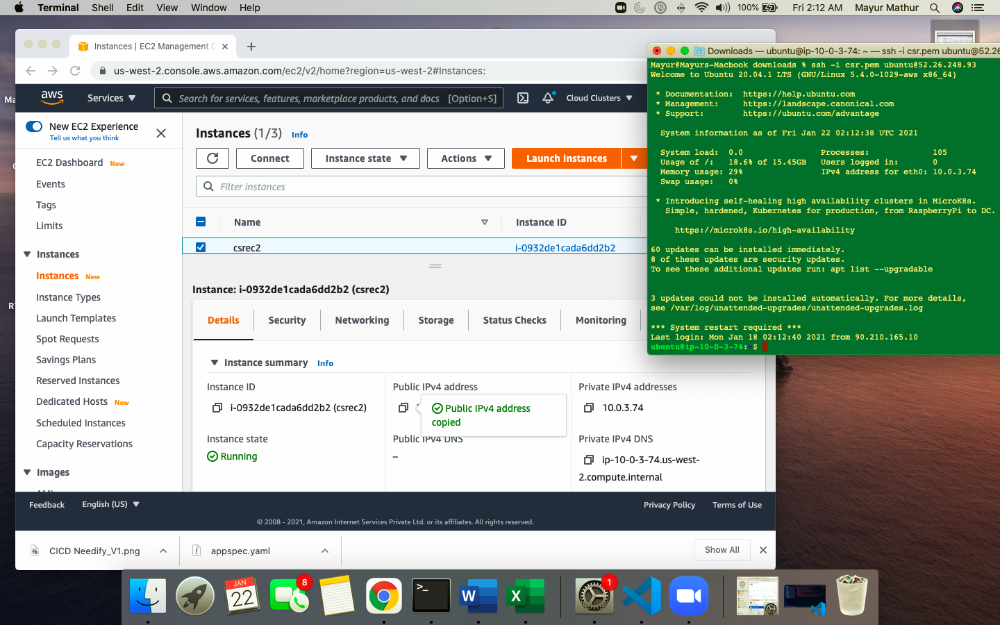 Terminal Shell Edit View Window Help 100% Fri 2:12 AM Mayur Mathur
Instances | EC2 Management C
us-west-2.console.aws.amazon.com/ec2/v2/home?region=us-west-2#Instances:
aws Services Search for services, features, marketplace products, and docs [Option+S] Cloud Clusters
New EC2 Experience
Tell us what you think
EC2 Dashboard New
Events
Tags
Limits
Instances
Instances New
Instance Types
Launch Templates
Spot Requests
Savings Plans
Reserved Instances
Dedicated Hosts New
Scheduled Instances
Capacity Reservations
Images
Instances (1/3) Info
Connect Instance state Actions Launch instances
Filter instances
Name Instance ID
csrec2 i-0932de1cada6dd2b2
Instance: i-0932de1cada6dd2b2 (csrec2)
Details Security Networking Storage Status Checks Monitoring
Instance summary Info
Instance ID Public IPv4 address Private IPv4 addresses
i-0932de1cada6dd2b2 (csrec2) 10.0.3.74
Public IPv4 address
copied
Instance state Public IPv4 DNS Private IPv4 DNS
Running – ip-10-0-3-74.us-west-
2.compute.internal
Feedback English (US) Privacy Policy Terms of Use
© 2008 - 2021, Amazon Internet Services Private Ltd. or its affiliates. All rights reserved.
CICD Needify_V1.png appspec.yaml Show All
Downloads — ubuntu@ip-10-0-3-74: ~ — ssh -i csr.pem ubuntu@52.26
Mayur@Mayurs-Macbook downloads % ssh -i csr.pem ubuntu@52.26.248.93
Welcome to Ubuntu 20.04.1 LTS (GNU/Linux 5.4.0-1029-aws x86_64)
* Documentation: https://help.ubuntu.com
* Management: https://landscape.canonical.com
* Support: https://ubuntu.com/advantage
System information as of Fri Jan 22 02:12:38 UTC 2021
System load: 0.0 Processes: 105
Usage of /: 18.6% of 15.45GB Users logged in: 0
Memory usage: 29% IPv4 address for eth0: 10.0.3.74
Swap usage: 0%
* Introducing self-healing high availability clusters in MicroK8s.
Simple, hardened, Kubernetes for production, from RaspberryPi to DC.
https://microk8s.io/high-availability
60 updates can be installed immediately.
8 of these updates are security updates.
To see these additional updates run: apt list --upgradable
3 updates could not be installed automatically. For more details,
see /var/log/unattended-upgrades/unattended-upgrades.log
*** System restart required ***
Last login: Mon Jan 18 02:12:40 2021 from 90.210.165.10
ubuntu@ip-10-0-3-74:~$
JAN
22
8
>_
W
X
1